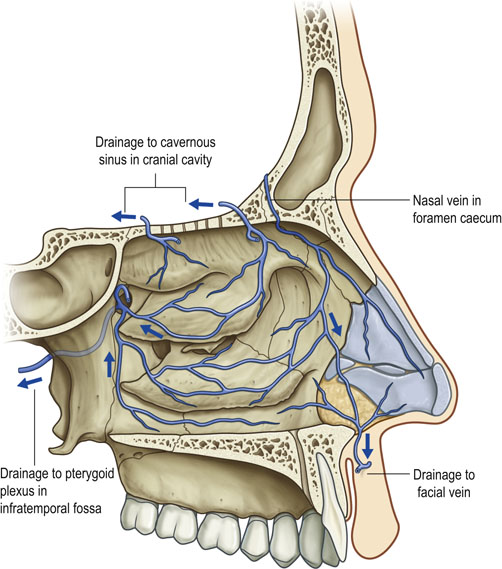 Drainage to cavernous
sinus in cranial cavity
Nasal vein in
foramen caecum
Drainage to pterygoid
plexus in
infratemporal fossa
Drainage to
facial vein